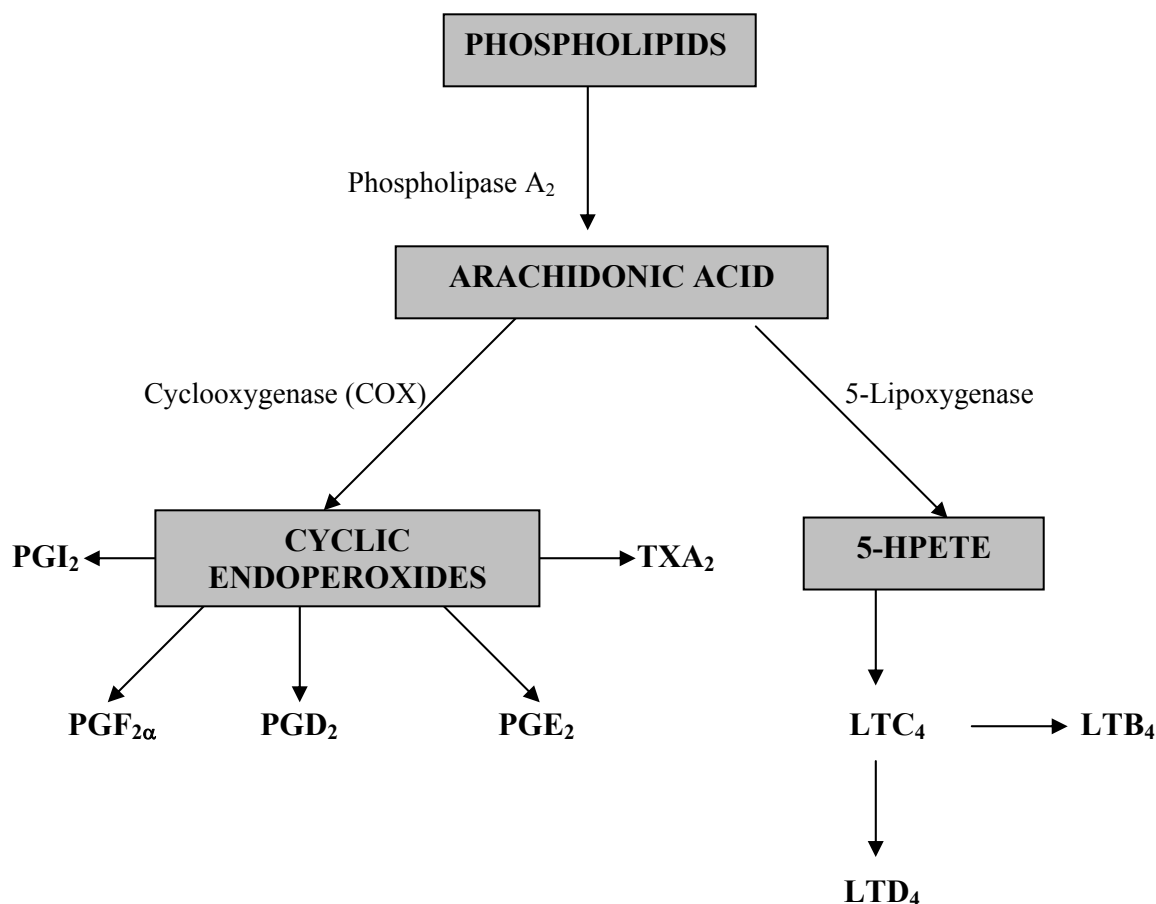 PHOSPHOLIPIDS
Phospholipase A₂
ARACHIDONIC ACID
Cyclooxygenase (COX)
5-Lipoxygenase
CYCLIC
ENDOPEROXIDES
5-HPETE
PGI₂
TXA₂
PGF₂α
PGD₂
PGE₂
LTC₄
LTB₄
LTD₄